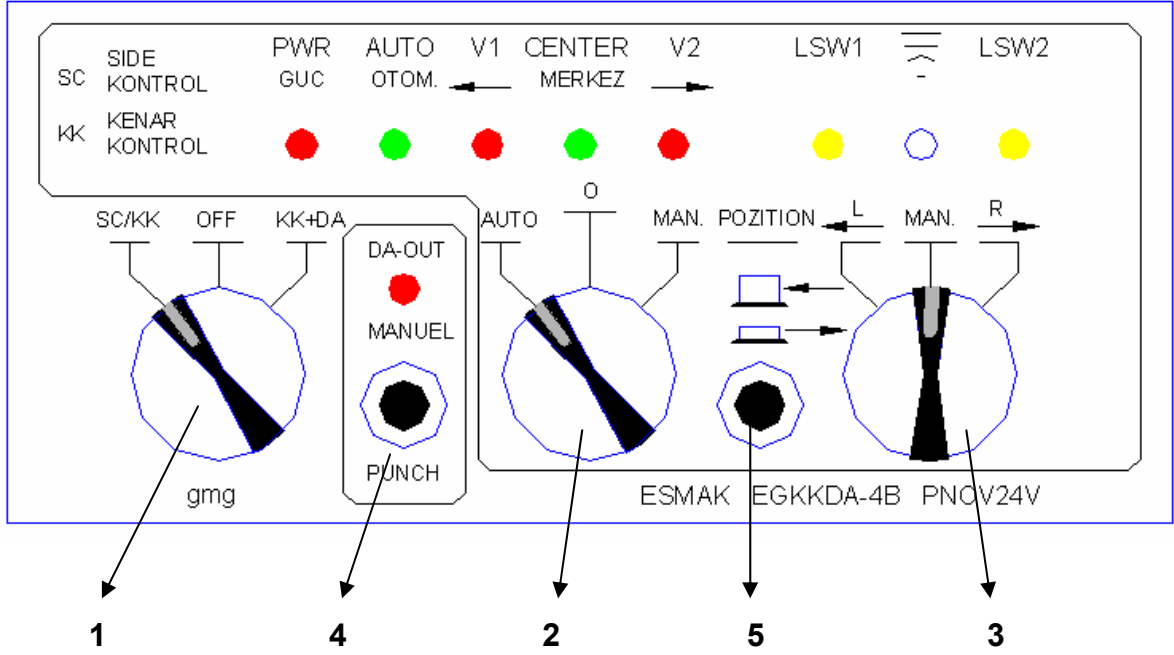 PWR AUTO V1 CENTER V2 LSW1 LSW2
SC SIDE KONTROL
GUC OTOM. MERKEZ
KK KENAR KONTROL
SC/KK OFF KK+DA
AUTO O MAN. POZITION L MAN. R
DA-OUT
MANUEL
PUNCH
gmg
ESMAK EGKKDA-4B PNOV24V
1 4 2 5 3